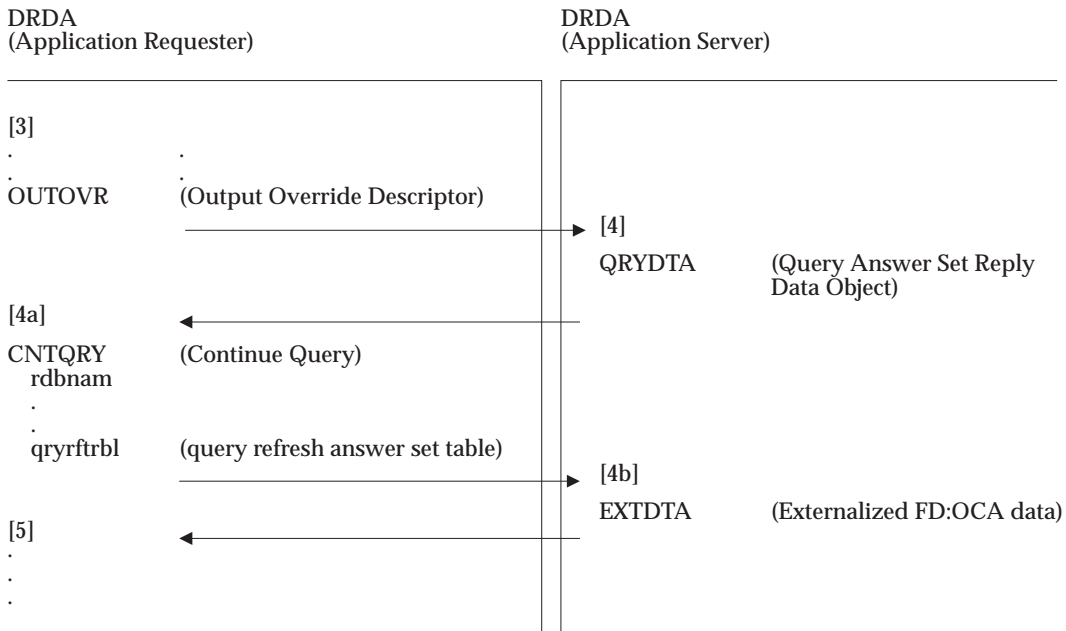 DRDA
(Application Requester)
DRDA
(Application Server)
[3]
. .
. .
OUTOVR (Output Override Descriptor)
[4]
QRYDTA (Query Answer Set Reply
Data Object)
[4a]
CNTQRY (Continue Query)
rdbnam
.
.
qryrftrbl (query refresh answer set table)
[4b]
EXTDTA (Externalized FD:OCA data)
[5]
.
.
.